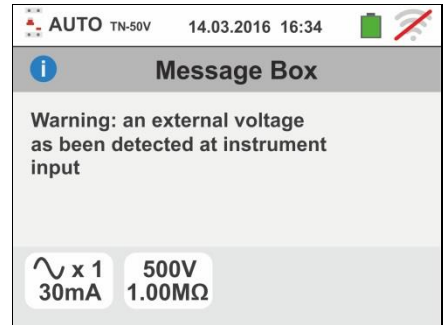 AUTO TN-50V 14.03.2016 16:34
i Message Box
Warning: an external voltage
as been detected at instrument
input
x 1 500V
30mA 1.00MΩ